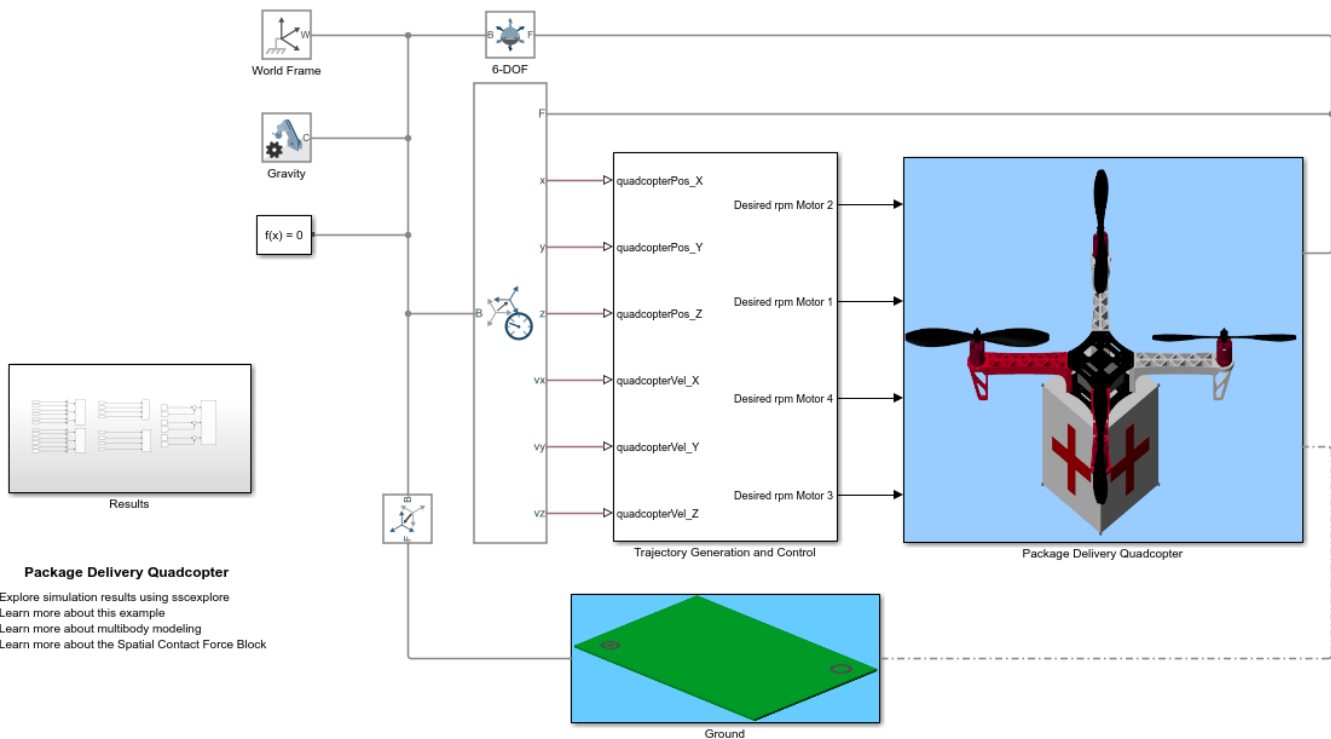 W
World Frame
B
F
6-DOF
C
Gravity
f(x) = 0
F
x
y
z
B
vx
vy
vz
quadcopterPos_X
quadcopterPos_Y
quadcopterPos_Z
quadcopterVel_X
quadcopterVel_Y
quadcopterVel_Z
Desired rpm Motor 2
Desired rpm Motor 1
Desired rpm Motor 4
Desired rpm Motor 3
Trajectory Generation and Control
Package Delivery Quadcopter
Results
B
F
Package Delivery Quadcopter
Explore simulation results using sscexplore
Learn more about this example
Learn more about multibody modeling
Learn more about the Spatial Contact Force Block
Ground